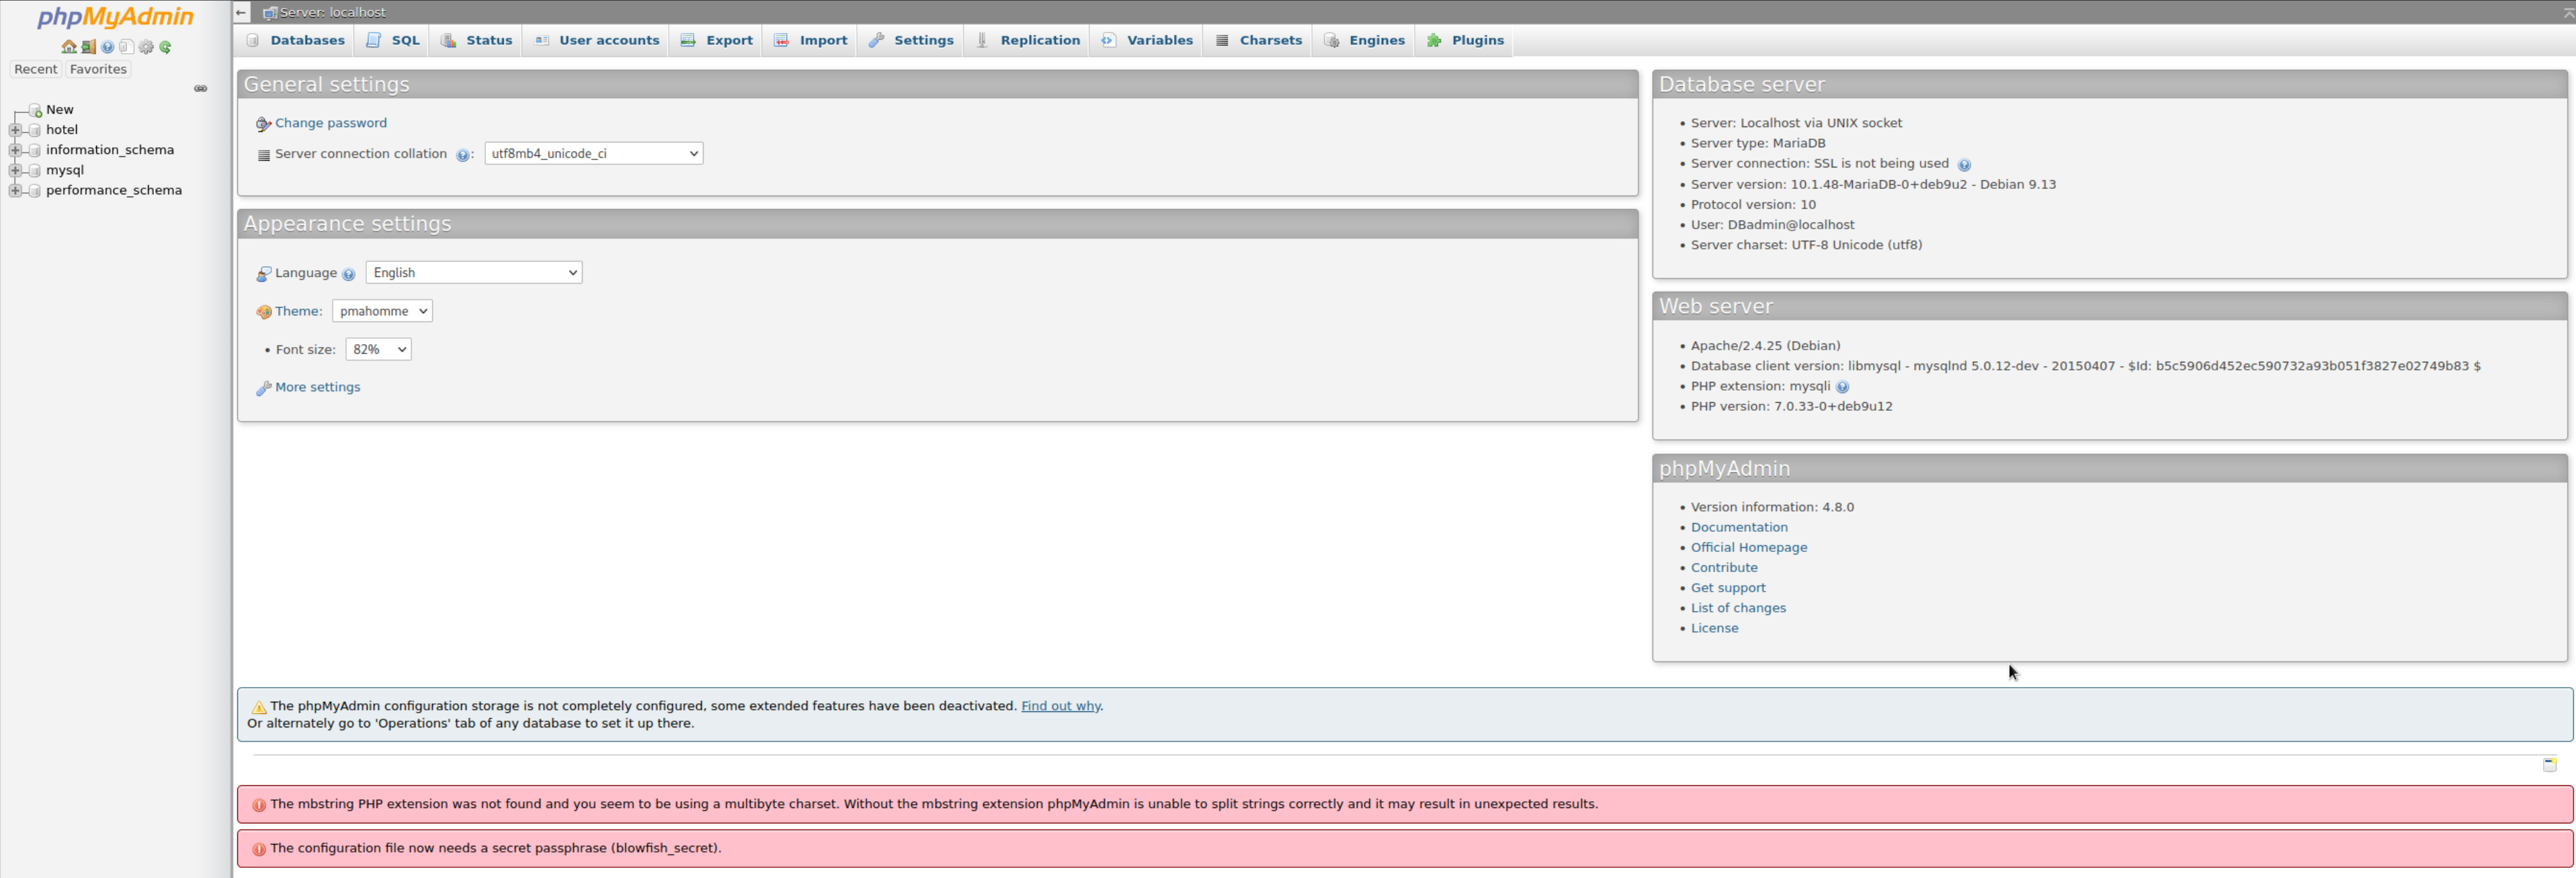 phpMyAdmin
Recent Favorites
New
hotel
information_schema
mysql
performance_schema
Server: localhost
Databases SQL Status User accounts Export Import Settings Replication Variables Charsets Engines Plugins
General settings
Change password
Server connection collation : utf8mb4_unicode_ci
Appearance settings
Language English
Theme: pmahomme
• Font size: 82%
More settings
Database server
• Server: Localhost via UNIX socket
• Server type: MariaDB
• Server connection: SSL is not being used
• Server version: 10.1.48-MariaDB-0+deb9u2 - Debian 9.13
• Protocol version: 10
• User: DBadmin@localhost
• Server charset: UTF-8 Unicode (utf8)
Web server
• Apache/2.4.25 (Debian)
• Database client version: libmysql - mysqlnd 5.0.12-dev - 20150407 - $Id: b5c5906d452ec590732a93b051f3827e02749b83 $
• PHP extension: mysqli
• PHP version: 7.0.33-0+deb9u12
phpMyAdmin
• Version information: 4.8.0
• Documentation
• Official Homepage
• Contribute
• Get support
• List of changes
• License
The phpMyAdmin configuration storage is not completely configured, some extended features have been deactivated. Find out why.
Or alternately go to 'Operations' tab of any database to set it up there.
The mbstring PHP extension was not found and you seem to be using a multibyte charset. Without the mbstring extension phpMyAdmin is unable to split strings correctly and it may result in unexpected results.
The configuration file now needs a secret passphrase (blowfish_secret).